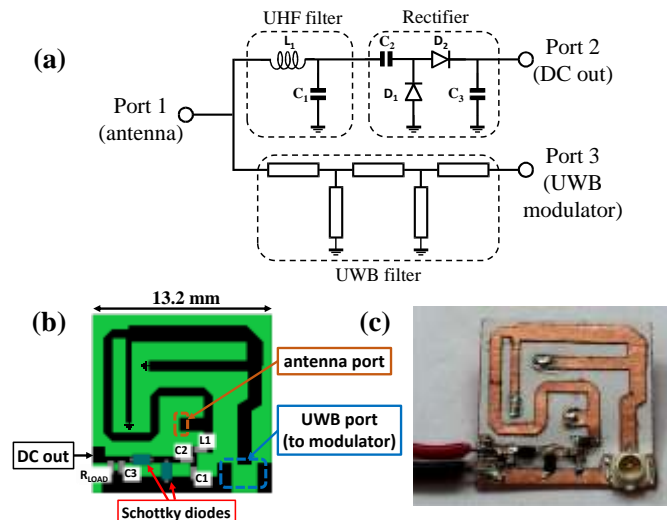 UHF filter
Rectifier
(a)
L1
C2
D2
Port 2
(DC out)
C1
D1
C3
Port 1
(antenna)
Port 3
(UWB
modulator)
UWB filter
13.2 mm
(b)
(c)
antenna port
UWB port
(to modulator)
DC out
L1
C2
RLOAD
C3
C1
Schottky diodes